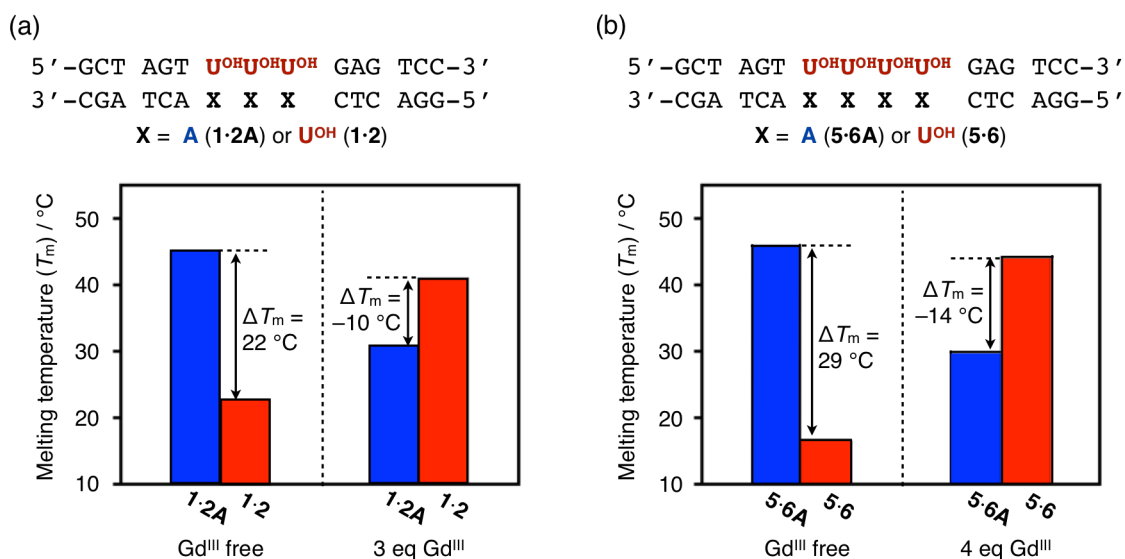 (a)
5′-GCT AGT UᴼᴴUᴼᴴUᴼᴴ GAG TCC-3′
3′-CGA TCA X X X CTC AGG-5′
X = A (1·2A) or Uᴼᴴ (1·2)
Melting temperature (Tm) / °C
50
40
30
20
10
ΔTm =
22 °C
ΔTm =
–10 °C
1·2A
1·2
1·2A
1·2
Gdᴵᴵᴵ free
3 eq Gdᴵᴵᴵ
(b)
5′-GCT AGT UᴼᴴUᴼᴴUᴼᴴUᴼᴴ GAG TCC-3′
3′-CGA TCA X X X X CTC AGG-5′
X = A (5·6A) or Uᴼᴴ (5·6)
Melting temperature (Tm) / °C
50
40
30
20
10
ΔTm =
29 °C
ΔTm =
–14 °C
5·6A
5·6
5·6A
5·6
Gdᴵᴵᴵ free
4 eq Gdᴵᴵᴵ